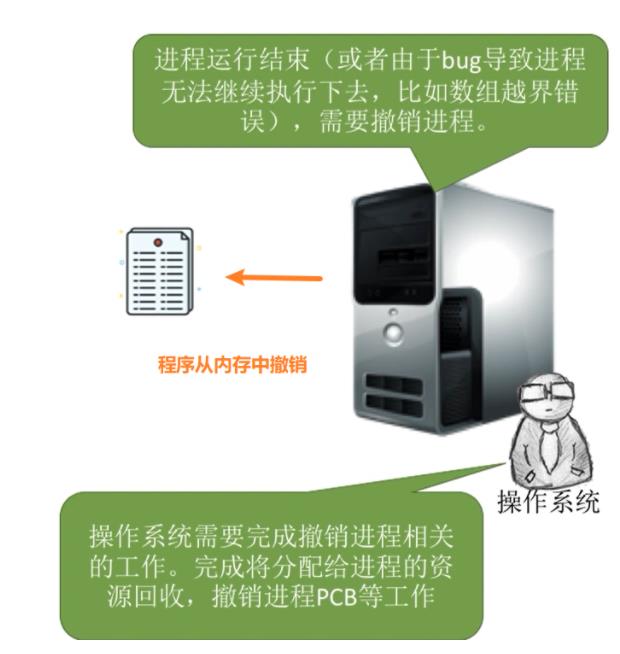 进程运行结束（或者由于bug导致进程
无法继续执行下去，比如数组越界错
误），需要撤销进程。
程序从内存中撤销
操作系统
操作系统需要完成撤销进程相关
的工作。完成将分配给进程的资
源回收，撤销进程PCB等工作